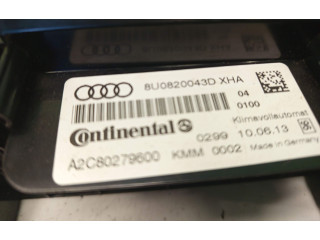 8U0820043D XHA
04
0100
Continental
Klimavollautomat
0299 10.06.13
A2C80279600 KMM 0002 Made in Germany